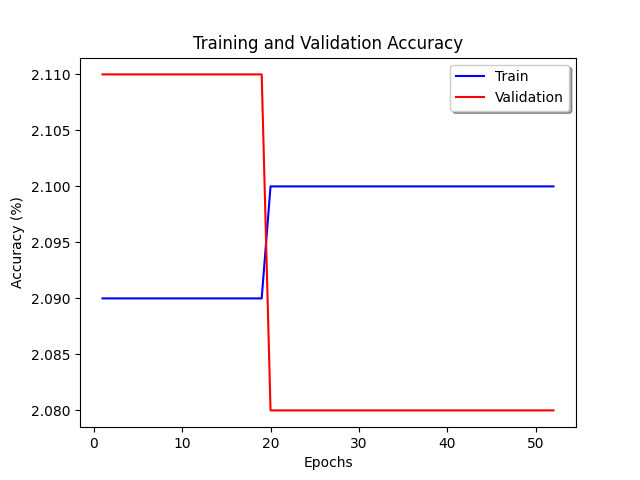 Training and Validation Accuracy
Train
Validation
2.110
2.105
2.100
2.095
2.090
2.085
2.080
Accuracy (%)
0 10 20 30 40 50
Epochs